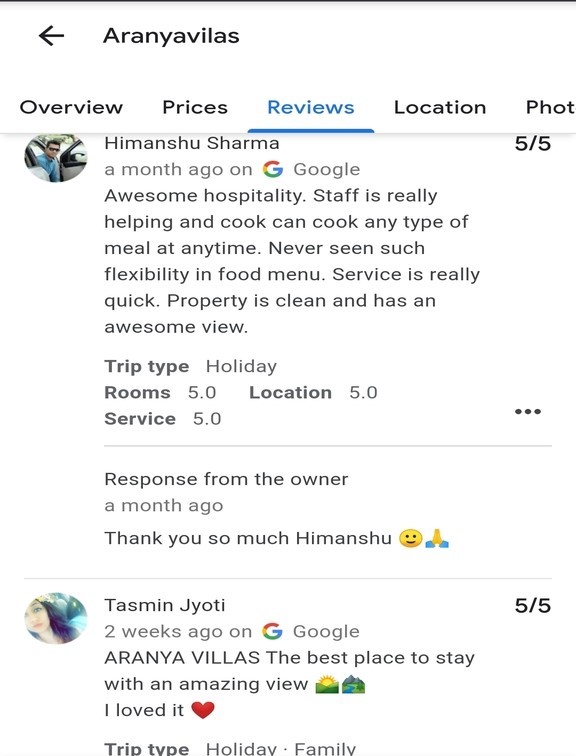 Aranyavilas
Overview Prices Reviews Location Phot
Himanshu Sharma 5/5
a month ago on Google
Awesome hospitality. Staff is really
helping and cook can cook any type of
meal at anytime. Never seen such
flexibility in food menu. Service is really
quick. Property is clean and has an
awesome view.
Trip type Holiday
Rooms 5.0 Location 5.0
Service 5.0
Response from the owner
a month ago
Thank you so much Himanshu 🙂🙏
Tasmin Jyoti 5/5
2 weeks ago on Google
ARANYA VILLAS The best place to stay
with an amazing view 🌄🏞️
I loved it ❤️
Trip type Holiday · Family